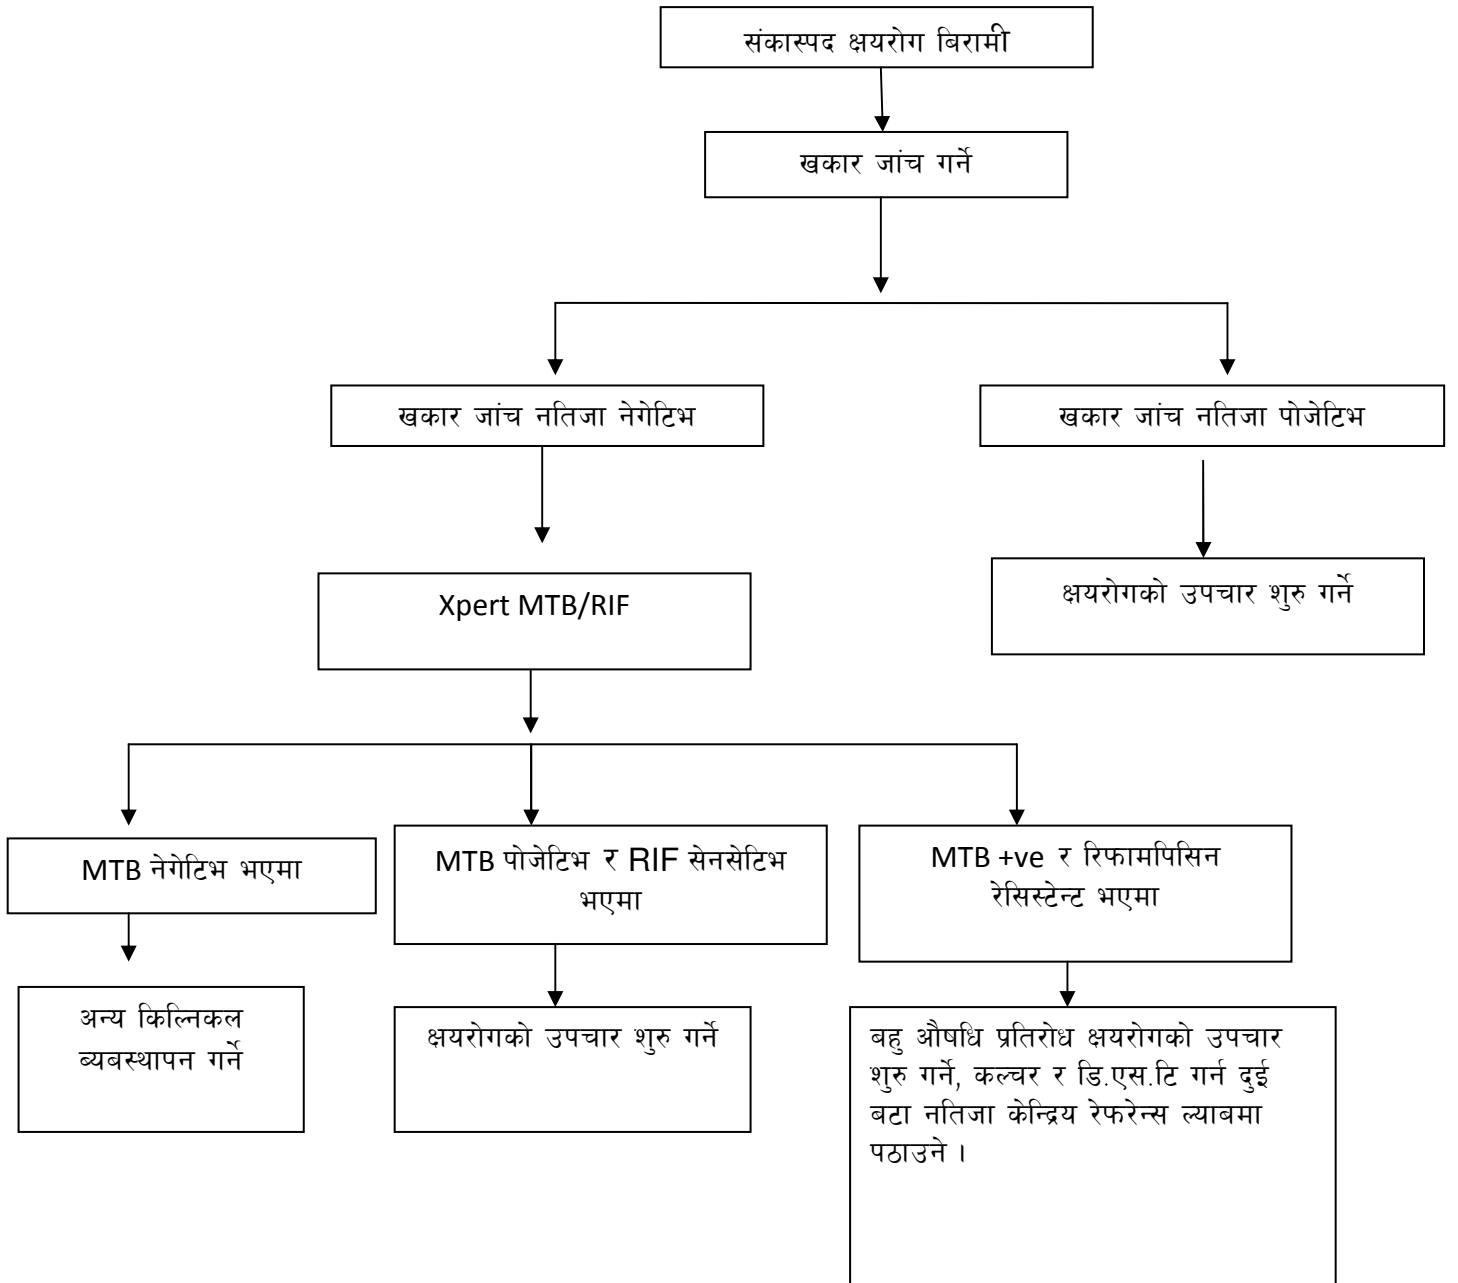 संकास्पद क्षयरोग बिरामी
खकार जांच गर्ने
खकार जांच नतिजा नेगेटिभ
खकार जांच नतिजा पोजेटिभ
Xpert MTB/RIF
क्षयरोगको उपचार शुरु गर्ने
MTB नेगेटिभ भएमा
MTB पोजेटिभ र RIF सेनसेटिभ
भएमा
MTB +ve र रिफामपिसिन
रेसिस्टेन्ट भएमा
अन्य किल्निकल
ब्यबस्थापन गर्ने
क्षयरोगको उपचार शुरु गर्ने
बहु औषधि प्रतिरोध क्षयरोगको उपचार
शुरु गर्ने, कल्चर र डि.एस.टि गर्न दुई
बटा नतिजा केन्द्रिय रेफरेन्स ल्याबमा
पठाउने ।